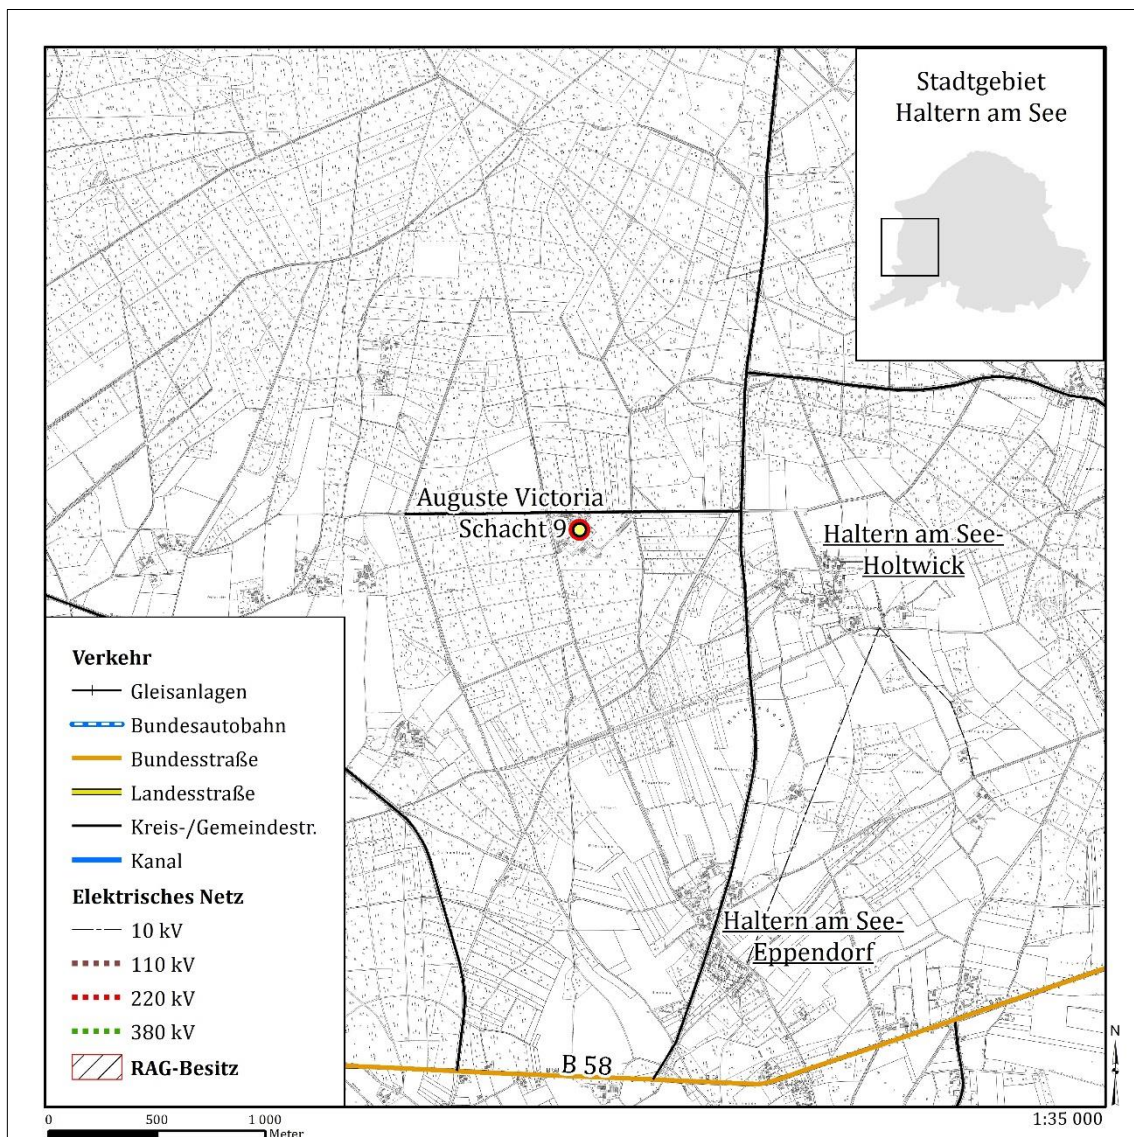 Stadtgebiet
Haltern am See
Auguste Victoria
Schacht 9
Haltern am See-
Holtwick
Haltern am See-
Eppendorf
B 58
Verkehr
Gleisanlagen
Bundesautobahn
Bundesstraße
Landesstraße
Kreis-/Gemeindestr.
Kanal
Elektrisches Netz
10 kV
110 kV
220 kV
380 kV
RAG-Besitz
N
0 500 1 000
Meter
1:35 000